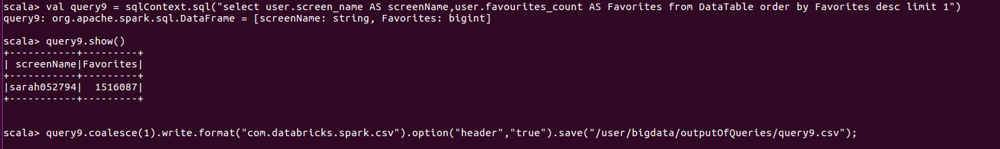 scala> val query9 = sqlContext.sql("select user.screen_name AS screenName,user.favourites_count AS Favorites from DataTable order by Favorites desc limit 1")
query9: org.apache.spark.sql.DataFrame = [screenName: string, Favorites: bigint]
scala> query9.show()
+-----------+---------+
| screenName|Favorites|
+-----------+---------+
|sarah052794|  1516087|
+-----------+---------+
scala> query9.coalesce(1).write.format("com.databricks.spark.csv").option("header","true").save("/user/bigdata/outputOfQueries/query9.csv");